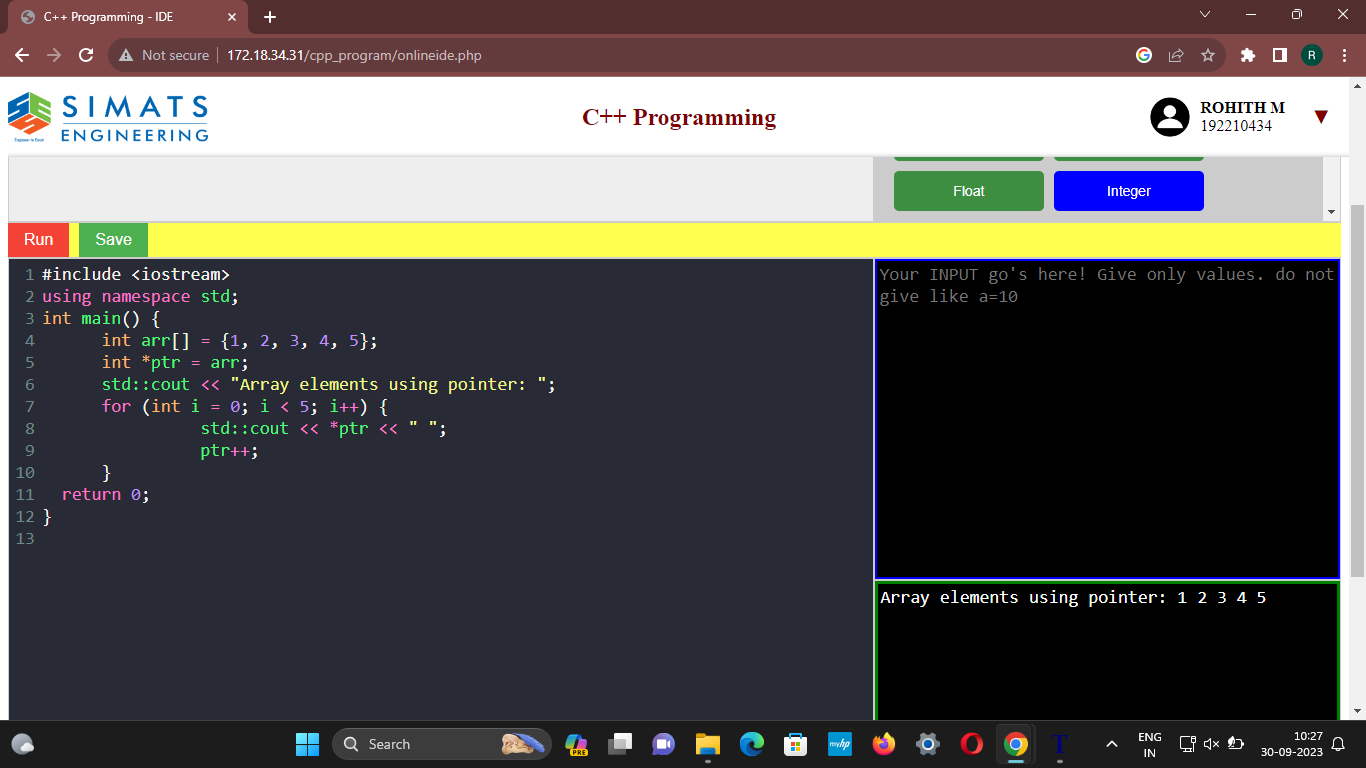 C++ Programming - IDE
Not secure
172.18.34.31/cpp_program/onlineide.php
R
SIMATS
ENGINEERING
C++ Programming
ROHITH M
192210434
Float
Integer
Run
Save
1 #include <iostream>
2 using namespace std;
3 int main() {
4 int arr[] = {1, 2, 3, 4, 5};
5 int *ptr = arr;
6 std::cout << "Array elements using pointer: ";
7 for (int i = 0; i < 5; i++) {
8 std::cout << *ptr << " ";
9 ptr++;
10 }
11 return 0;
12 }
13
Your INPUT go's here! Give only values. do not
give like a=10
Array elements using pointer: 1 2 3 4 5
Search
PRE
myhp
T
ENG
IN
10:27
30-09-2023